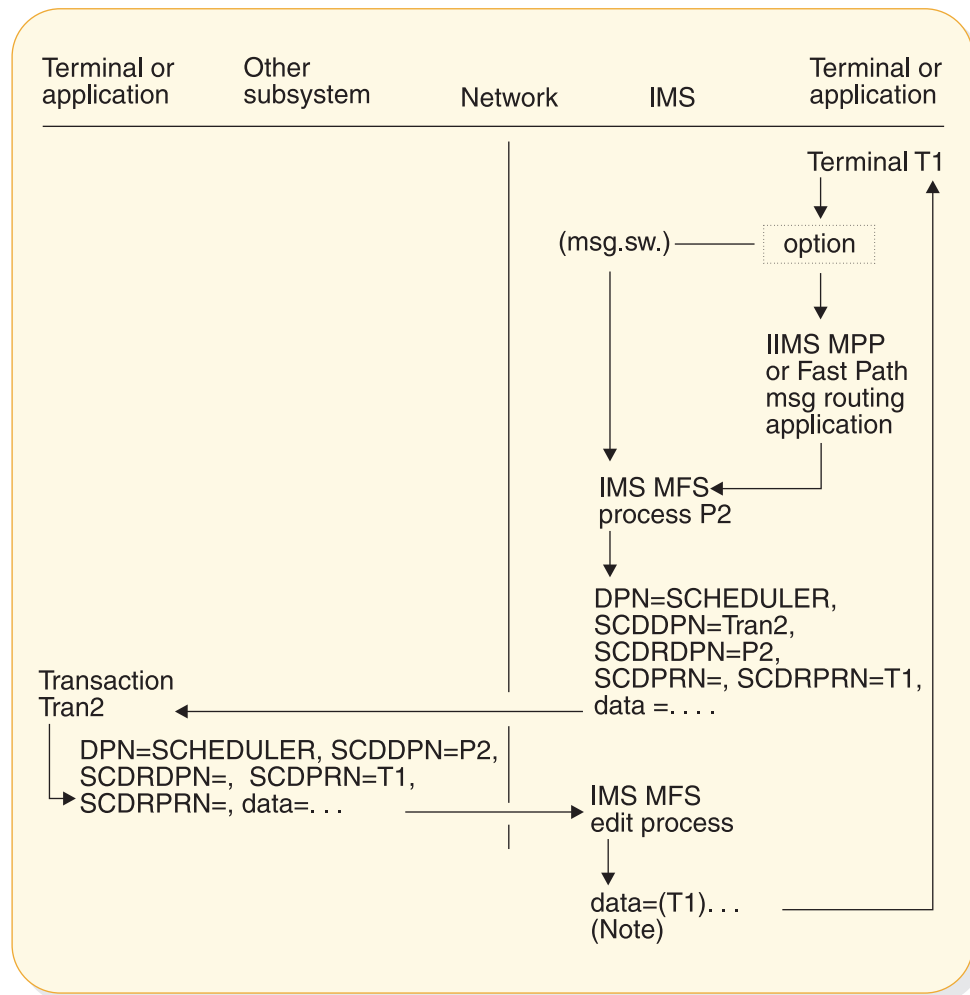 Terminal or
application
Other
subsystem
Network
IMS
Terminal or
application
Terminal T1
(msg.sw.)
option
IIMS MPP
or Fast Path
msg routing
application
IMS MFS
process P2
DPN=SCHEDULER,
SCDDPN=Tran2,
SCDRDPN=P2,
SCDPRN=, SCDRPRN=T1,
data =. . . .
Transaction
Tran2
DPN=SCHEDULER, SCDDPN=P2,
SCDRDPN=, SCDPRN=T1,
SCDRPRN=, data=. . .
IMS MFS
edit process
data=(T1). . .
(Note)